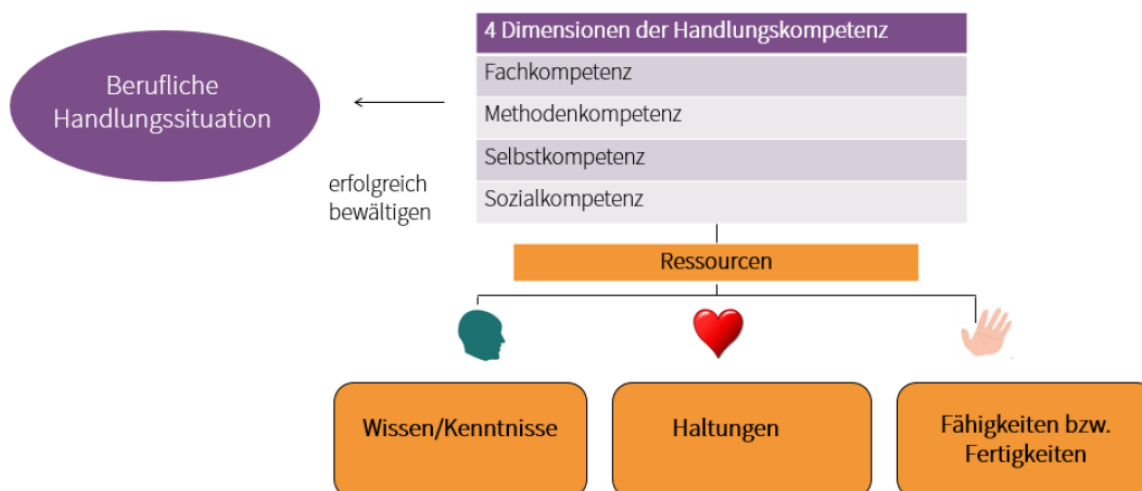 4 Dimensionen der Handlungskompetenz
Fachkompetenz
Methodenkompetenz
Selbstkompetenz
Sozialkompetenz
Berufliche
Handlungssituation
erfolgreich
bewältigen
Ressourcen
Wissen/Kenntnisse
Haltungen
Fähigkeiten bzw.
Fertigkeiten